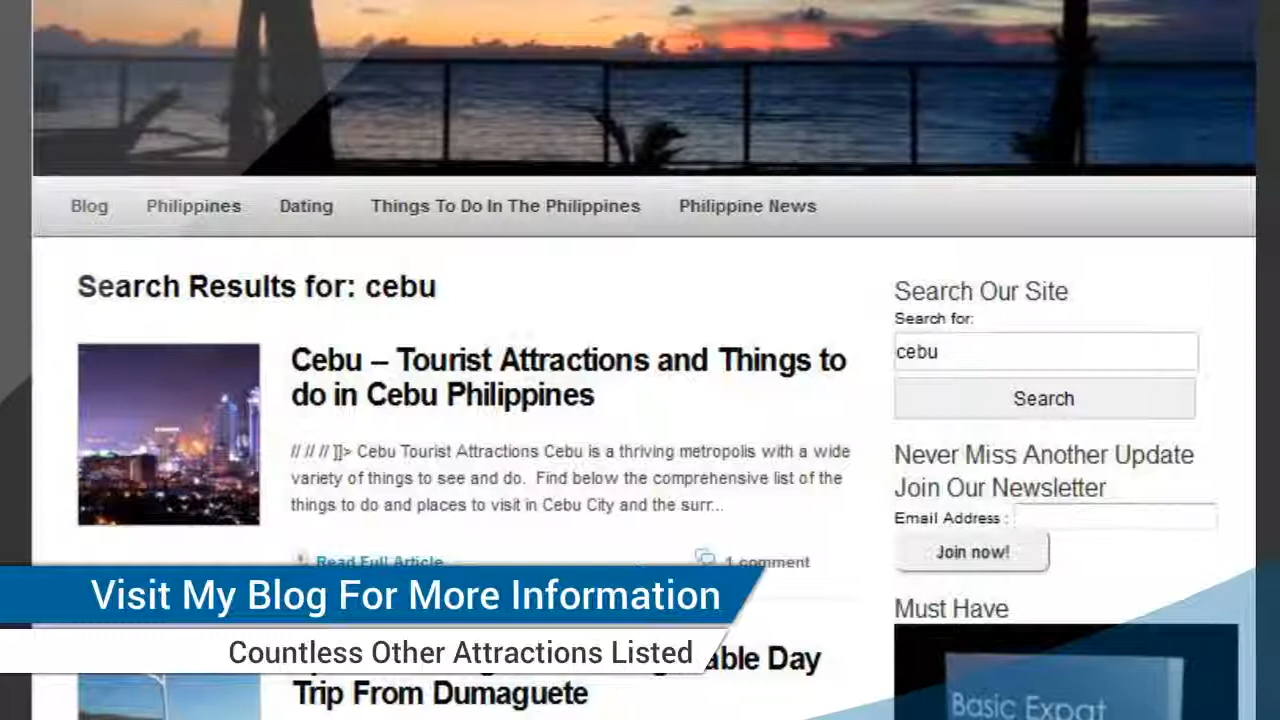 Blog Philippines Dating Things To Do In The Philippines Philippine News
Search Results for: cebu
Cebu – Tourist Attractions and Things to
do in Cebu Philippines
// // // ]]> Cebu Tourist Attractions Cebu is a thriving metropolis with a wide
variety of things to see and do. Find below the comprehensive list of the
things to do and places to visit in Cebu City and the surr...
Read Full Article
1 comment
Visit My Blog For More Information
Countless Other Attractions Listed
Day
Trip From Dumaguete
Search Our Site
Search for:
cebu
Search
Never Miss Another Update
Join Our Newsletter
Email Address :
Join now!
Must Have
Basic Expat